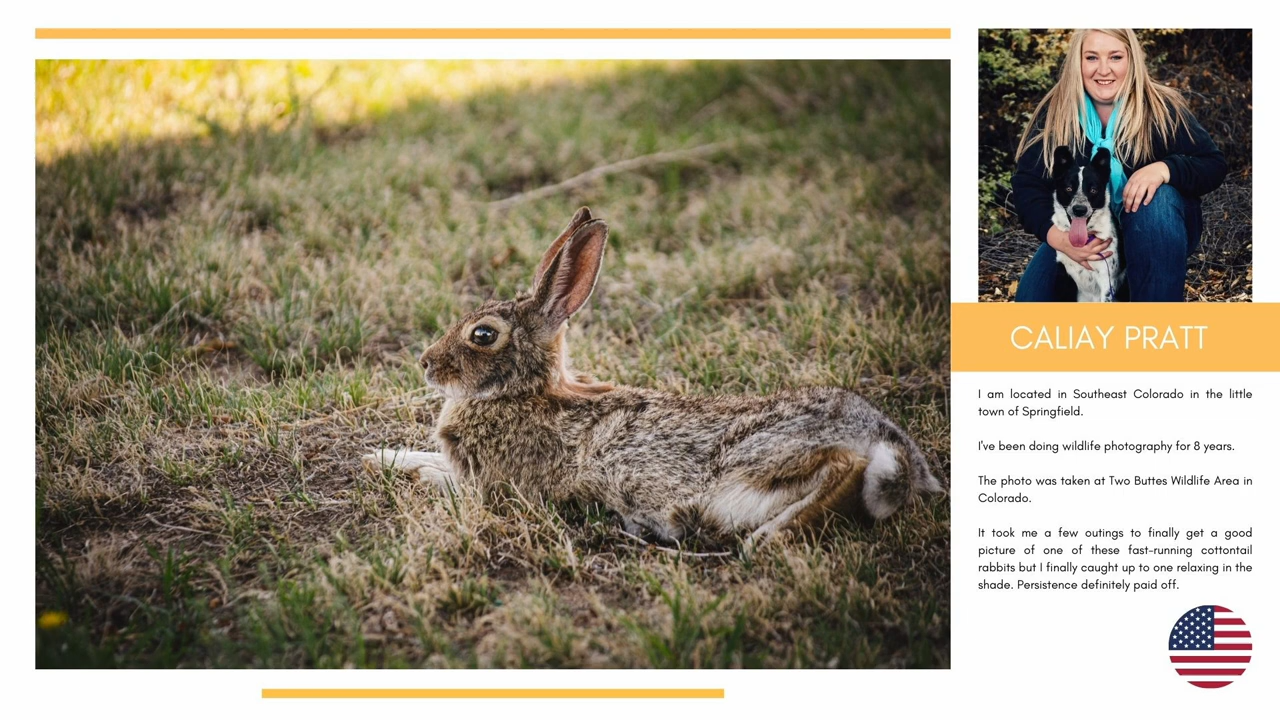 CALIAY PRATT
I am located in Southeast Colorado in the little
town of Springfield.
I've been doing wildlife photography for 8 years.
The photo was taken at Two Buttes Wildlife Area in
Colorado.
It took me a few outings to finally get a good
picture of one of these fast-running cottontail
rabbits but I finally caught up to one relaxing in the
shade. Persistence definitely paid off.